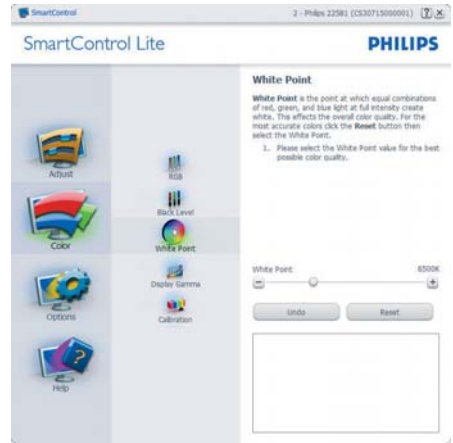 SmartControl
2 - Philips 225B1 (CS30715000001)
SmartControl Lite
PHILIPS
Adjust
Color
Options
Help
RGB
Black Level
White Point
Display Gamma
Calibration
White Point
White Point is the point at which equal combinations
of red, green, and blue light at full intensity create
white. This effects the overall color quality. For the
most accurate colors click the Reset button then
select the White Point.
1. Please select the White Point value for the best
possible color quality.
White Point
6500K
Undo
Reset